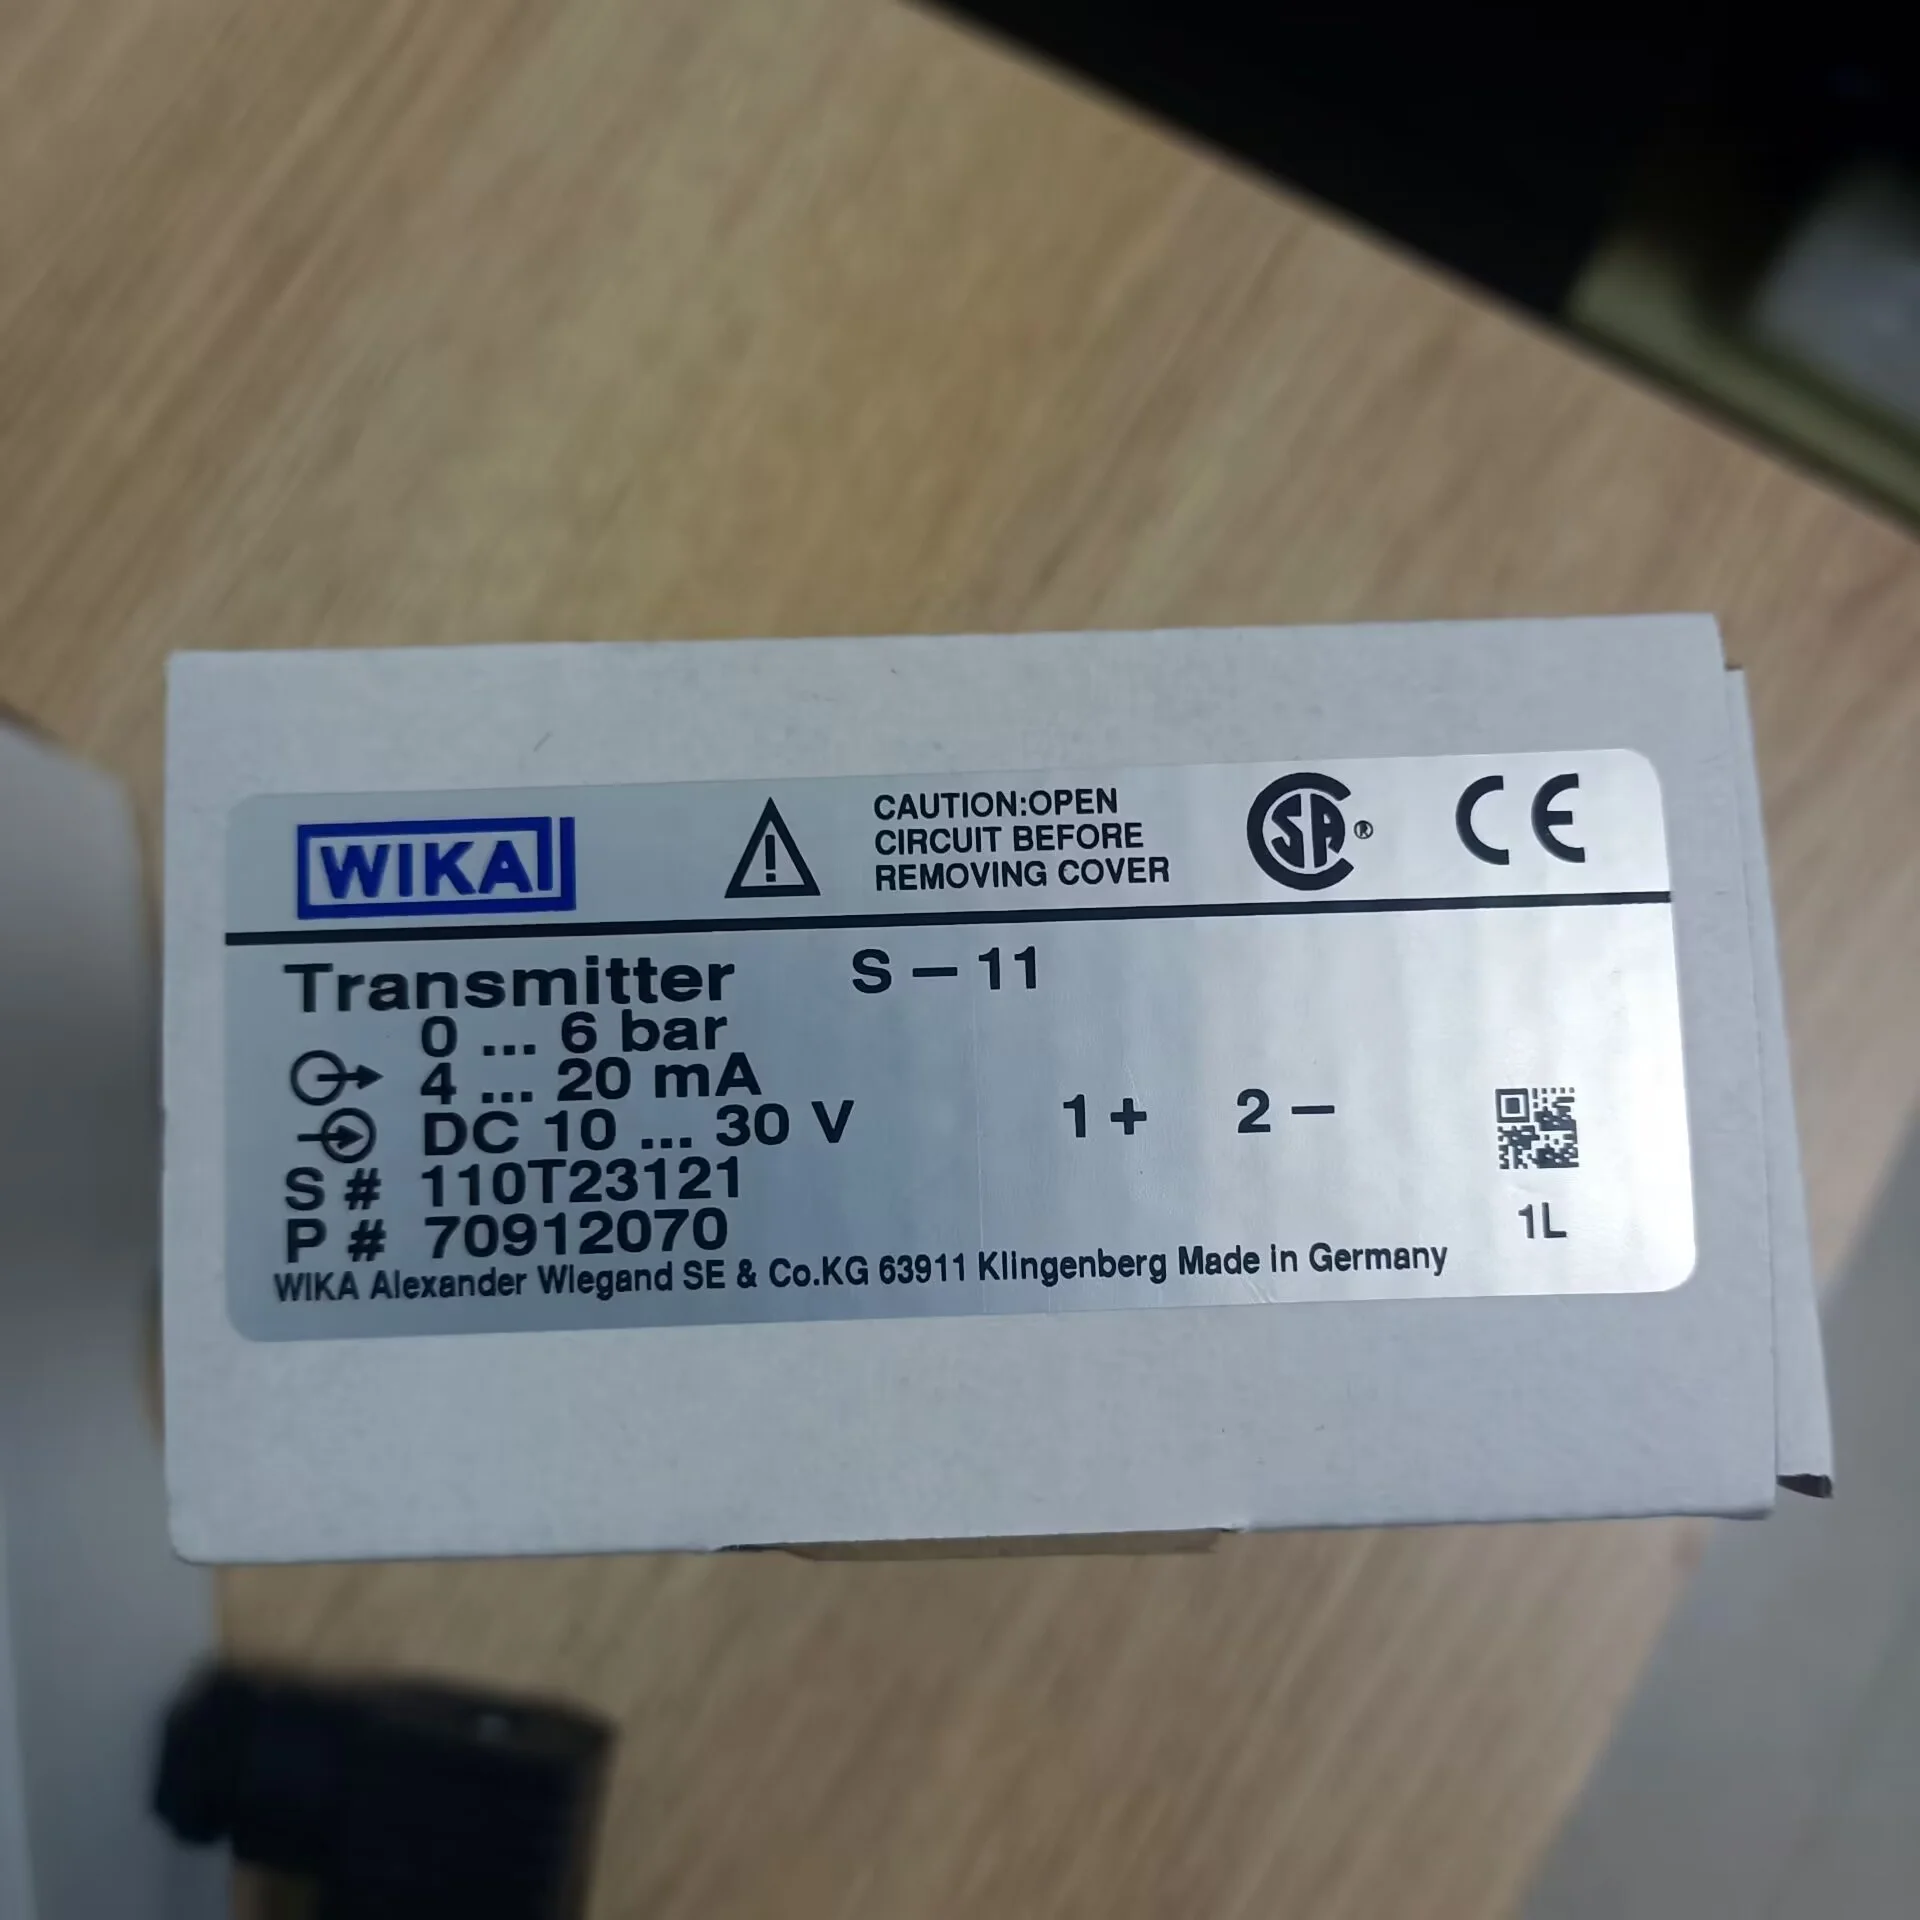 WIKA
CAUTION:OPEN
CIRCUIT BEFORE
REMOVING COVER
CSA ®
CE
Transmitter S-11
0 ... 6 bar
4 ... 20 mA
DC 10 ... 30 V 1+ 2-
S # 110T23121
P # 70912070
1L
WIKA Alexander Wiegand SE & Co.KG 63911 Klingenberg Made in Germany